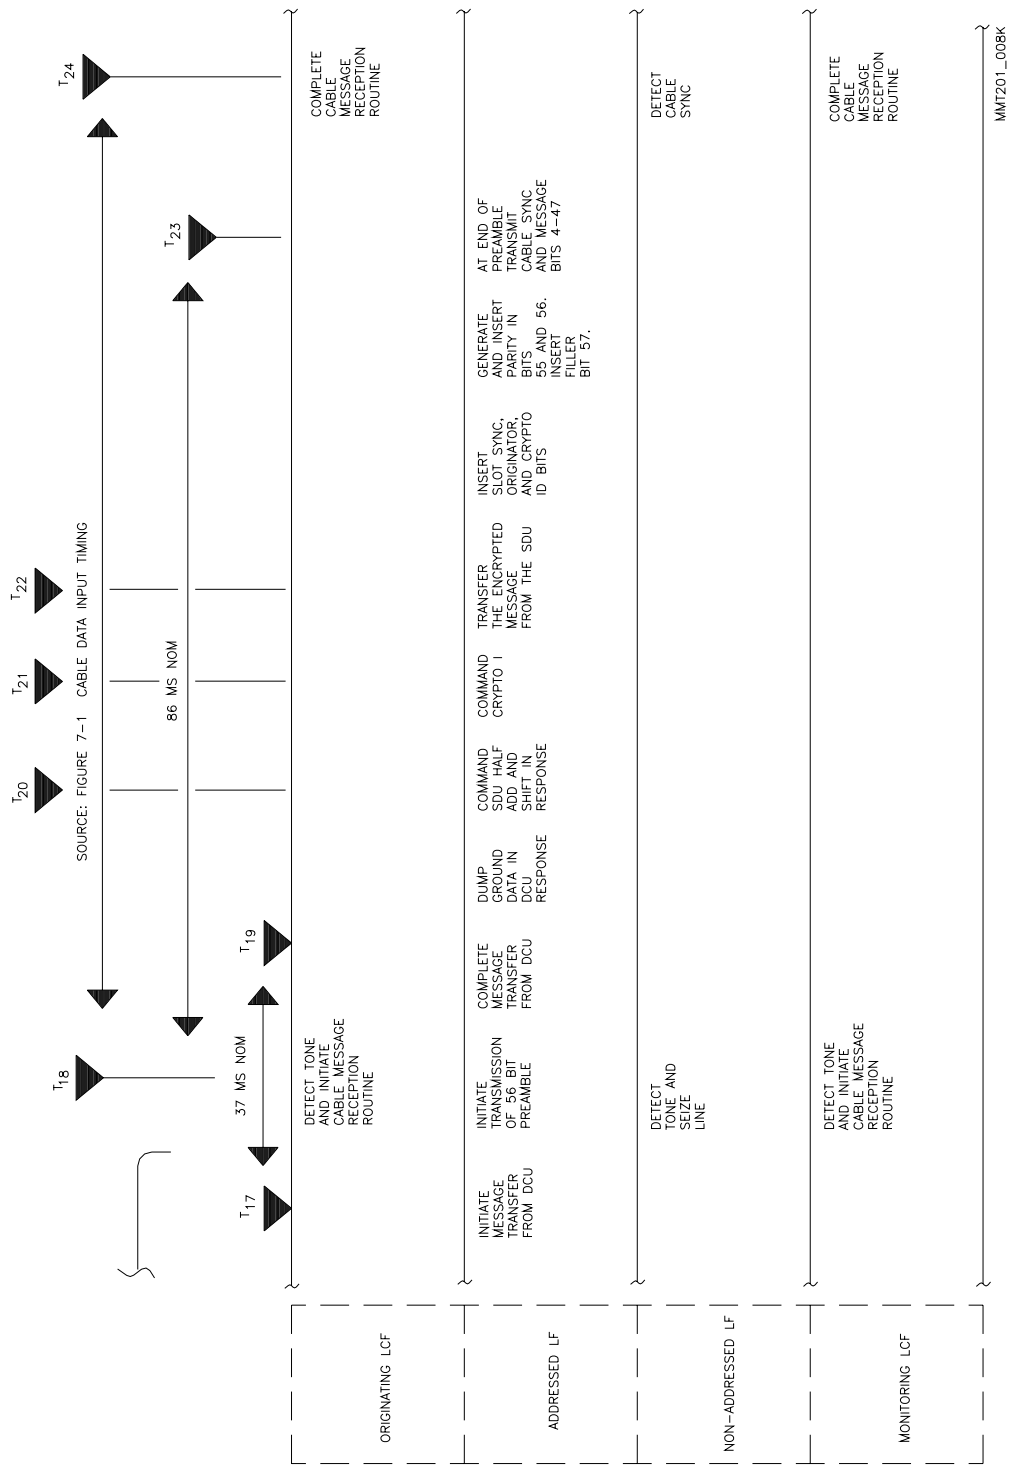 T17
T18
T19
T20
T21
T22
T23
T24
SOURCE: FIGURE 7-1 CABLE DATA INPUT TIMING
86 MS NOM
37 MS NOM
ORIGINATING LCF
DETECT TONE
AND INITIATE
CABLE MESSAGE
RECEPTION
ROUTINE
COMPLETE
CABLE
MESSAGE
RECEPTION
ROUTINE
ADDRESSED LF
INITIATE
MESSAGE
TRANSFER
FROM DCU
INITIATE
TRANSMISSION
OF 56 BIT
PREAMBLE
COMPLETE
MESSAGE
TRANSFER
FROM DCU
DUMP
GROUND
DATA IN
DCU
RESPONSE
COMMAND
SDU HALF
ADD AND
SHIFT IN
RESPONSE
COMMAND
CRYPTO I
TRANSFER
THE ENCRYPTED
MESSAGE
FROM THE SDU
INSERT
SLOT SYNC,
ORIGINATOR,
AND CRYPTO
ID BITS
GENERATE
AND INSERT
PARITY IN
BITS
55 AND 56.
INSERT
FILLER
BIT 57.
AT END OF
PREAMBLE
TRANSMIT
CABLE SYNC
AND MESSAGE
BITS 4-47
NON-ADDRESSED LF
DETECT
TONE AND
SEIZE
LINE
DETECT
CABLE
SYNC
MONITORING LCF
DETECT TONE
AND INITIATE
CABLE MESSAGE
RECEPTION
ROUTINE
COMPLETE
CABLE
MESSAGE
RECEPTION
ROUTINE
MMT201_008K